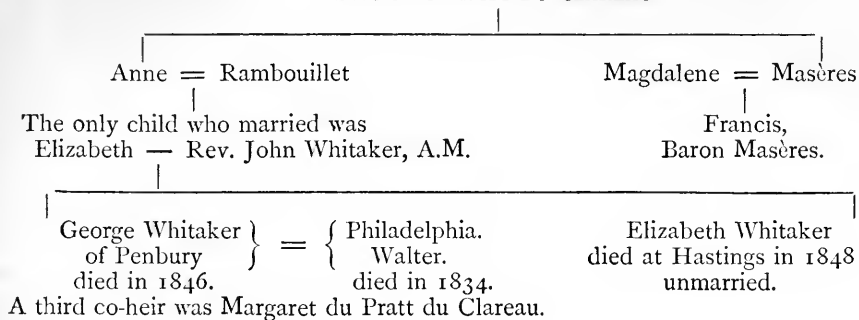 Anne = Rambouillet Magdalene = Masères
The only child who married was Francis,
Elizabeth — Rev. John Whitaker, A.M. Baron Masères.
George Whitaker } = { Philadelphia. Elizabeth Whitaker
of Penbury Walter. died at Hastings in 1848
died in 1846. died in 1834. unmarried.
A third co-heir was Margaret du Pratt du Clareau.